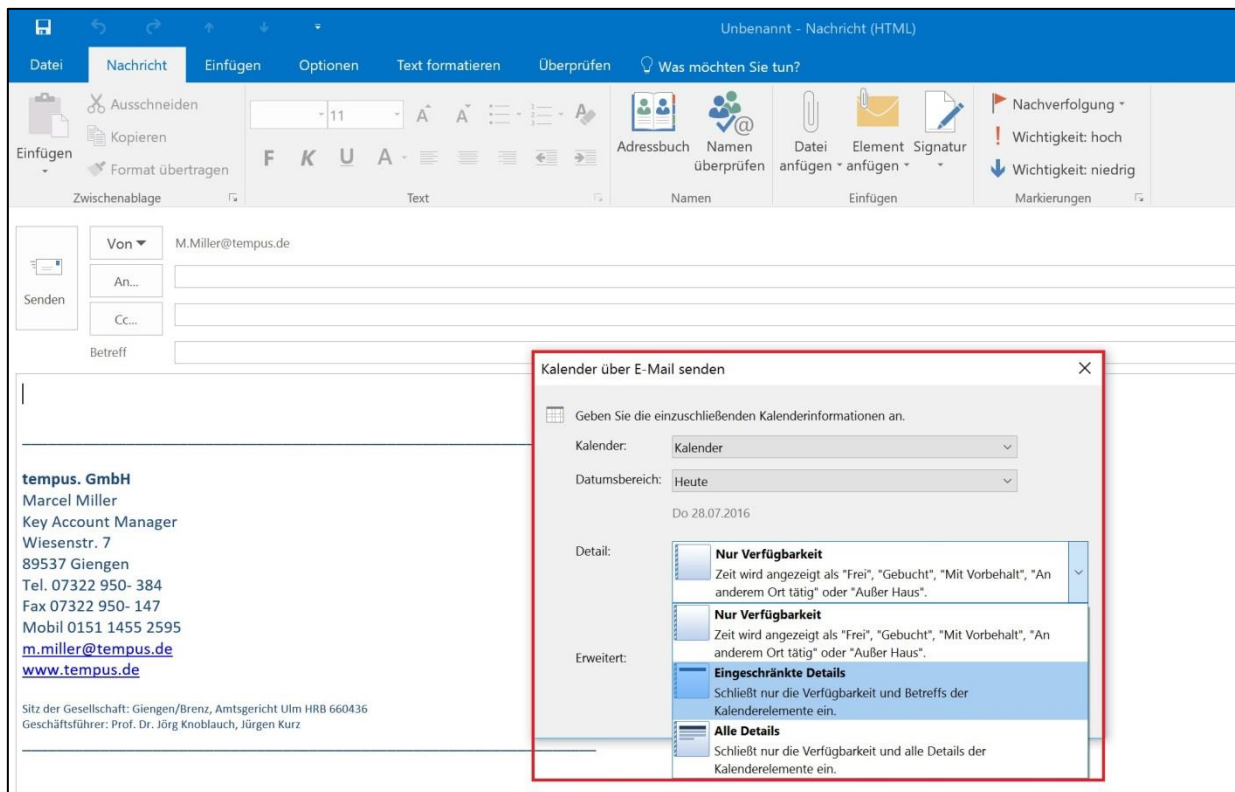 Unbenannt - Nachricht (HTML)
Datei Nachricht Einfügen Optionen Text formatieren Überprüfen Was möchten Sie tun?
Einfügen
Ausschneiden
Kopieren
Format übertragen
Zwischenablage
11
F K U A
Text
Adressbuch
Namen überprüfen
Namen
Datei anfügen
Element anfügen
Signatur
Einfügen
Nachverfolgung
Wichtigkeit: hoch
Wichtigkeit: niedrig
Markierungen
Senden
Von M.Miller@tempus.de
An...
Cc...
Betreff
tempus. GmbH
Marcel Miller
Key Account Manager
Wiesenstr. 7
89537 Giengen
Tel. 07322 950- 384
Fax 07322 950- 147
Mobil 0151 1455 2595
m.miller@tempus.de
www.tempus.de
Sitz der Gesellschaft: Giengen/Brenz, Amtsgericht Ulm HRB 660436
Geschäftsführer: Prof. Dr. Jörg Knoblauch, Jürgen Kurz
Kalender über E-Mail senden
Geben Sie die einzuschließenden Kalenderinformationen an.
Kalender: Kalender
Datumsbereich: Heute
Do 28.07.2016
Detail:
Nur Verfügbarkeit
Zeit wird angezeigt als "Frei", "Gebucht", "Mit Vorbehalt", "An
anderem Ort tätig" oder "Außer Haus".
Nur Verfügbarkeit
Zeit wird angezeigt als "Frei", "Gebucht", "Mit Vorbehalt", "An
anderem Ort tätig" oder "Außer Haus".
Erweitert:
Eingeschränkte Details
Schließt nur die Verfügbarkeit und Betreffs der
Kalenderelemente ein.
Alle Details
Schließt nur die Verfügbarkeit und alle Details der
Kalenderelemente ein.